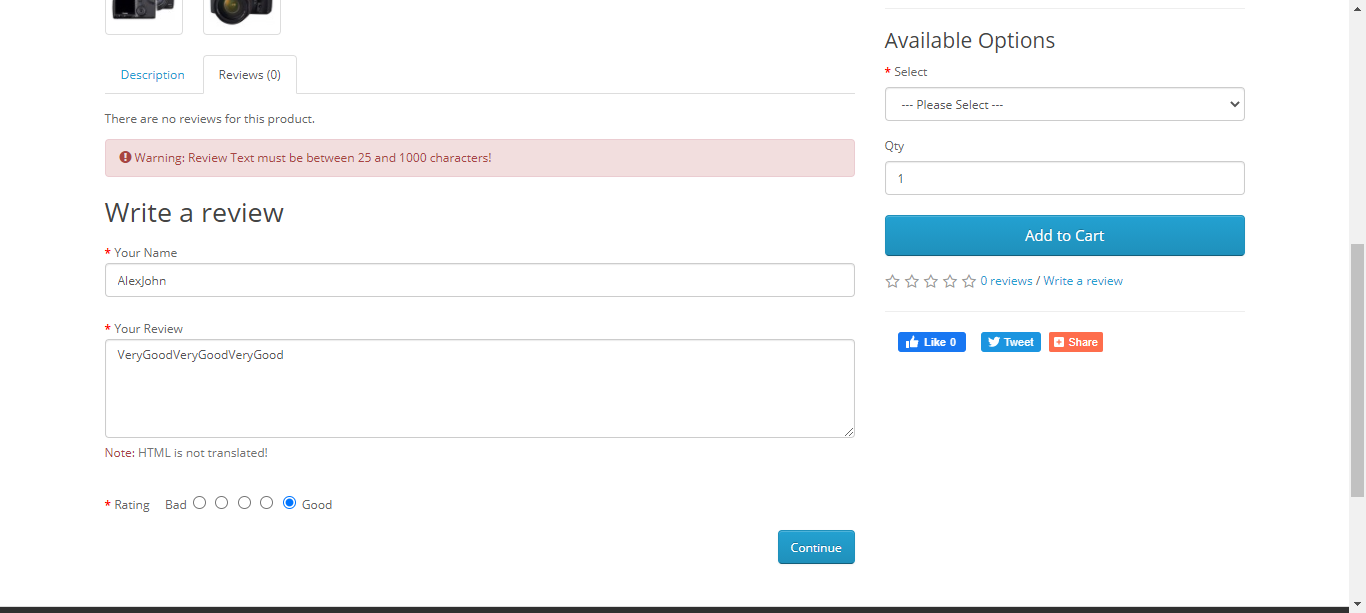 Description
Reviews (0)
There are no reviews for this product.
Warning: Review Text must be between 25 and 1000 characters!
Write a review
* Your Name
AlexJohn
* Your Review
VeryGoodVeryGoodVeryGood
Note: HTML is not translated!
* Rating Bad Good
Continue
Available Options
* Select
--- Please Select ---
Qty
1
Add to Cart
0 reviews / Write a review
Like 0
Tweet
Share